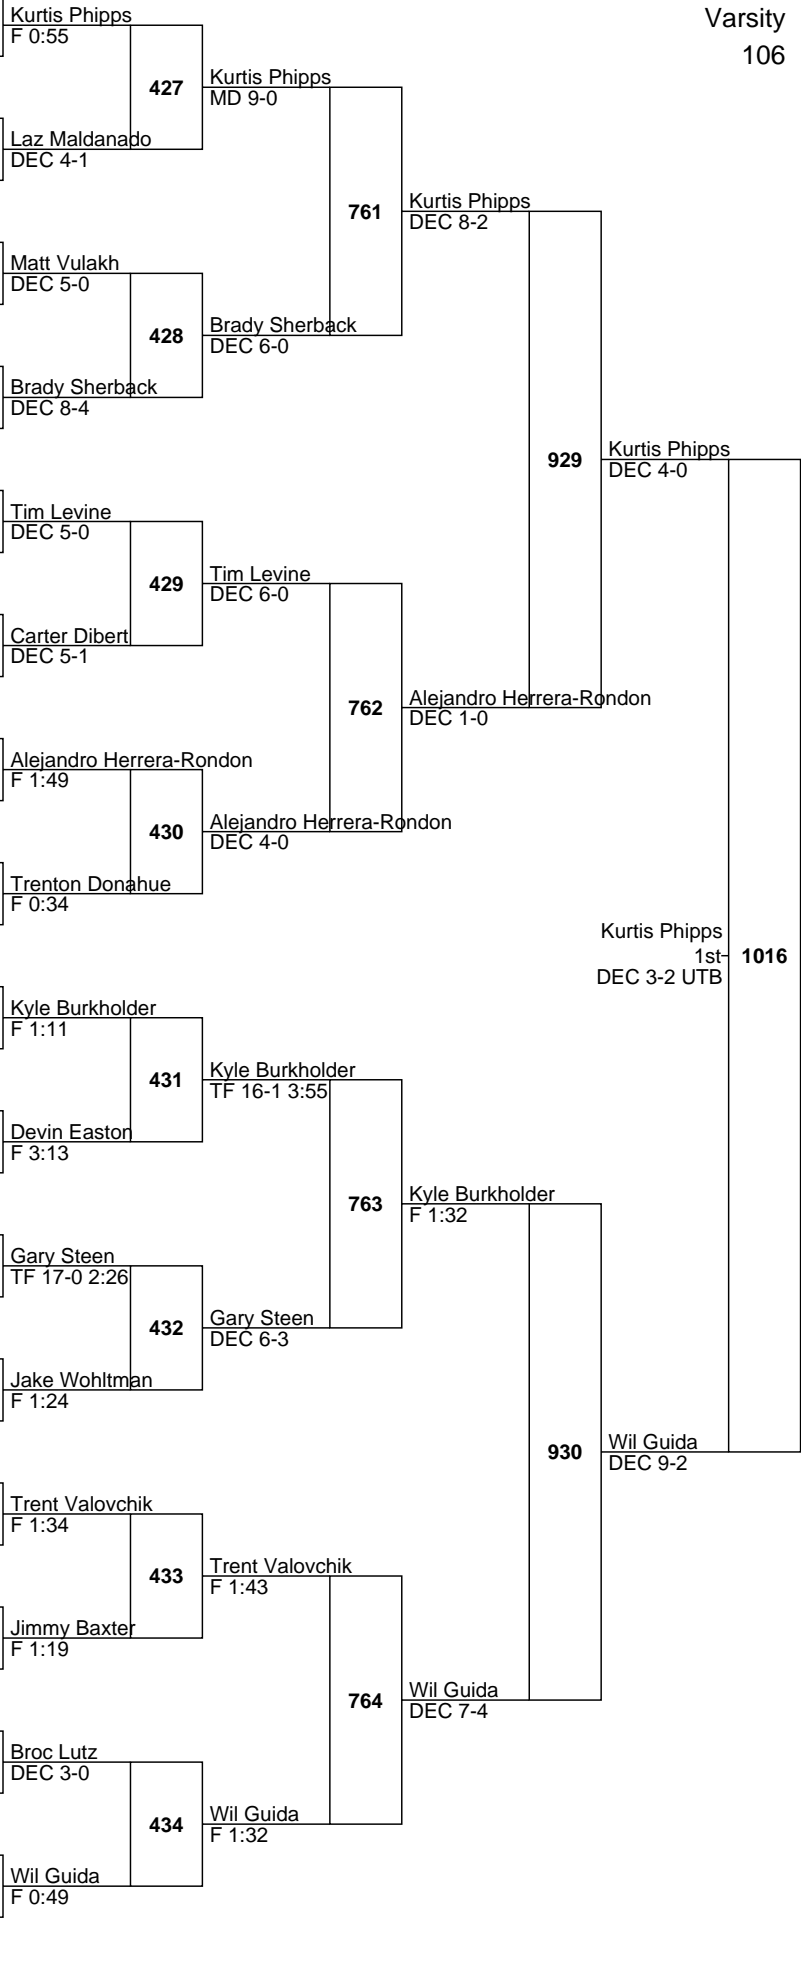 Varsity
106
Kurtis Phipps
F 0:55
427
Laz Maldanado
DEC 4-1
Kurtis Phipps
MD 9-0
761
Matt Vulakh
DEC 5-0
428
Brady Sherback
DEC 8-4
Brady Sherback
DEC 6-0
Kurtis Phipps
DEC 8-2
929
Tim Levine
DEC 5-0
429
Carter Dibert
DEC 5-1
Tim Levine
DEC 6-0
762
Alejandro Herrera-Rondon
F 1:49
430
Trenton Donahue
F 0:34
Alejandro Herrera-Rondon
DEC 4-0
Alejandro Herrera-Rondon
DEC 1-0
Kurtis Phipps
DEC 4-0
Kurtis Phipps
1st
DEC 3-2 UTB
1016
Kyle Burkholder
F 1:11
431
Devin Easton
F 3:13
Kyle Burkholder
TF 16-1 3:55
763
Gary Steen
TF 17-0 2:26
432
Jake Wohltman
F 1:24
Gary Steen
DEC 6-3
Kyle Burkholder
F 1:32
930
Wil Guida
DEC 9-2
Trent Valovchik
F 1:34
433
Jimmy Baxter
F 1:19
Trent Valovchik
F 1:43
764
Wil Guida
DEC 7-4
Broc Lutz
DEC 3-0
434
Wil Guida
F 0:49
Wil Guida
F 1:32